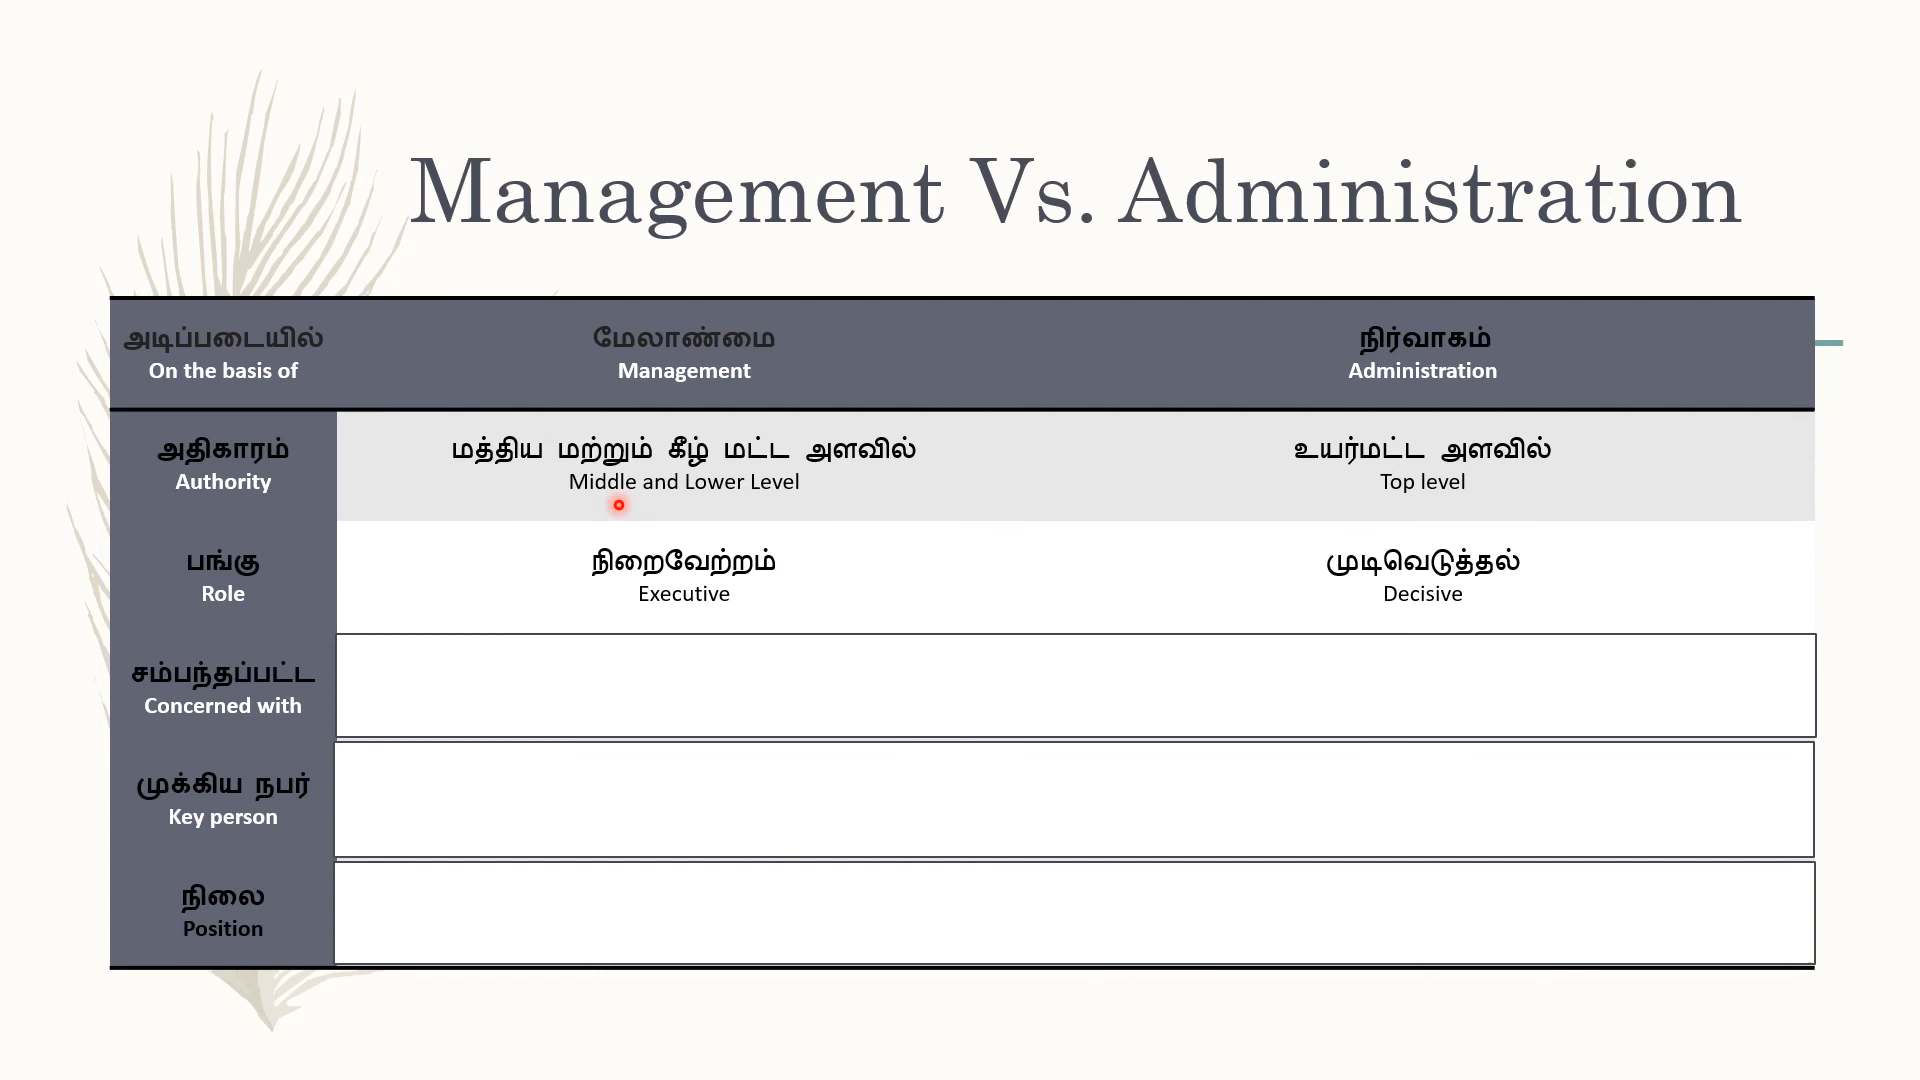 Management Vs. Administration
அடிப்படையில்
On the basis of
மேலாண்மை
Management
நிர்வாகம்
Administration
அதிகாரம்
Authority
மத்திய மற்றும் கீழ் மட்ட அளவில்
Middle and Lower Level
உயர்மட்ட அளவில்
Top level
பங்கு
Role
நிறைவேற்றம்
Executive
முடிவெடுத்தல்
Decisive
சம்பந்தப்பட்ட
Concerned with
முக்கிய நபர்
Key person
நிலை
Position